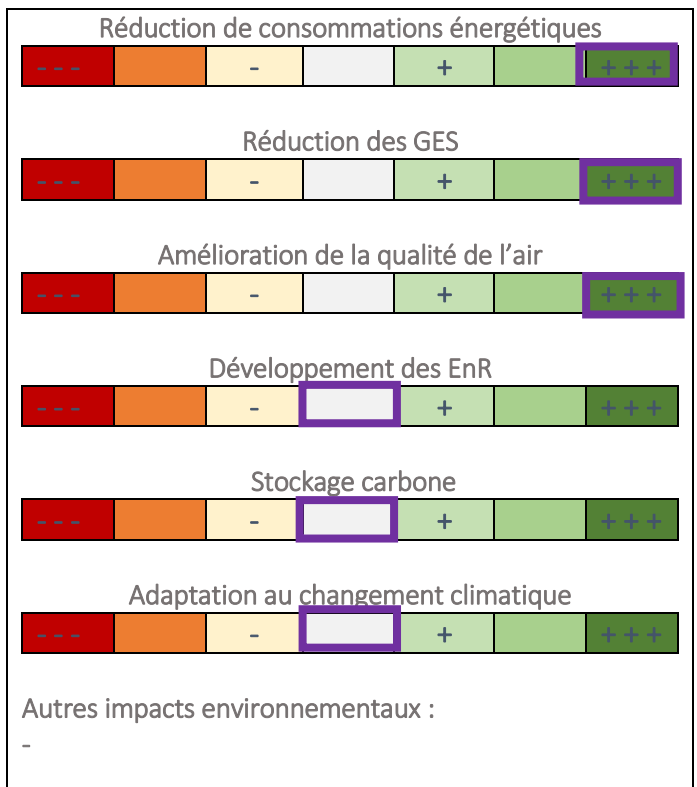 Réduction de consommations énergétiques
- - - - + + + +
Réduction des GES
- - - - + + + +
Amélioration de la qualité de l’air
- - - - + + + +
Développement des EnR
- - - - + + + +
Stockage carbone
- - - - + + + +
Adaptation au changement climatique
- - - - + + + +
Autres impacts environnementaux :
-